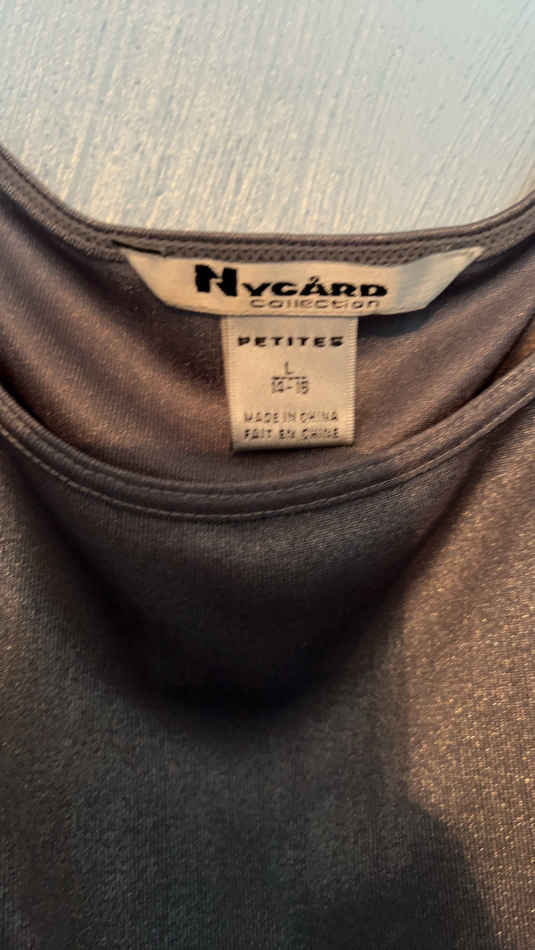 NYGÅRD
collection
PETITES
L
14-16
MADE IN CHINA
FAIT EN CHINE